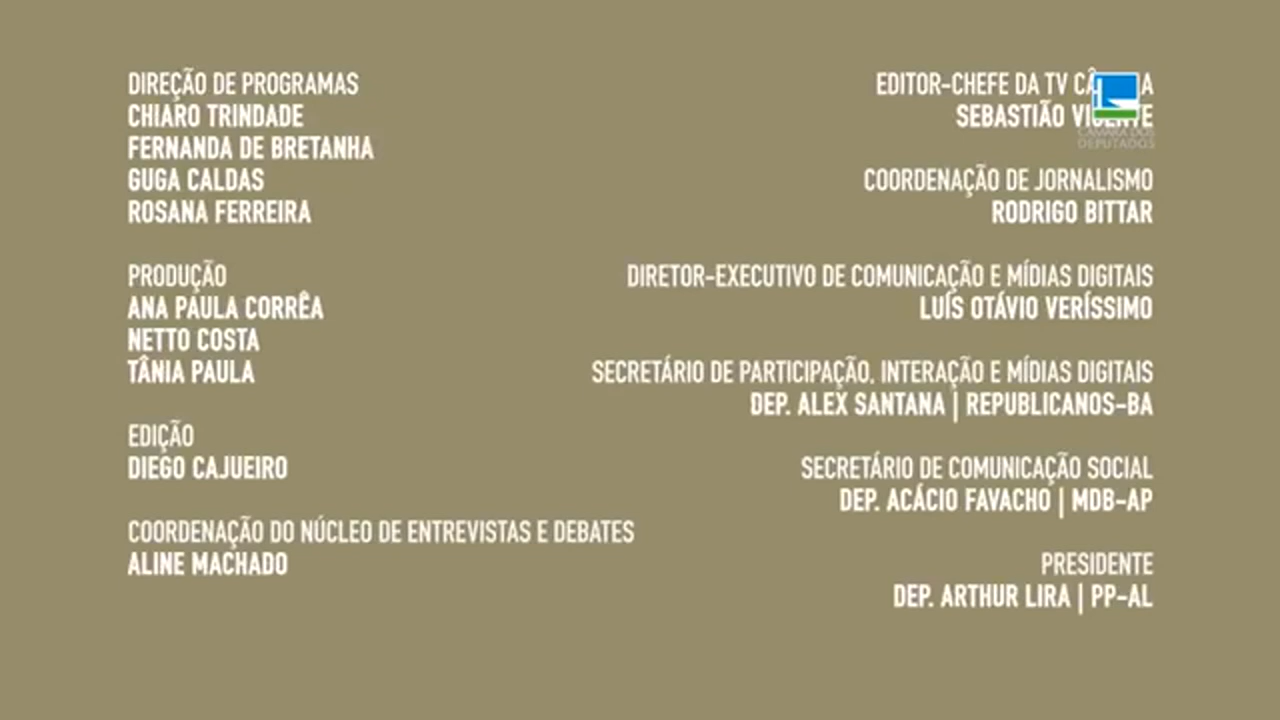 DIREÇÃO DE PROGRAMAS
CHIARO TRINDADE
FERNANDA DE BRETANHA
GUGA CALDAS
ROSANA FERREIRA
PRODUÇÃO
ANA PAULA CORRÊA
NETTO COSTA
TÂNIA PAULA
EDIÇÃO
DIEGO CAJUEIRO
COORDENAÇÃO DO NÚCLEO DE ENTREVISTAS E DEBATES
ALINE MACHADO
EDITOR-CHEFE DA TV
SEBASTIÃO
CÂMARA DOS
DEPUTADOS
COORDENAÇÃO DE JORNALISMO
RODRIGO BITTAR
DIRETOR-EXECUTIVO DE COMUNICAÇÃO E MÍDIAS DIGITAIS
LUÍS OTÁVIO VERÍSSIMO
SECRETÁRIO DE PARTICIPAÇÃO, INTERAÇÃO E MÍDIAS DIGITAIS
DEP. ALEX SANTANA | REPUBLICANOS-BA
SECRETÁRIO DE COMUNICAÇÃO SOCIAL
DEP. ACÁCIO FAVACHO | MDB-AP
PRESIDENTE
DEP. ARTHUR LIRA | PP-AL